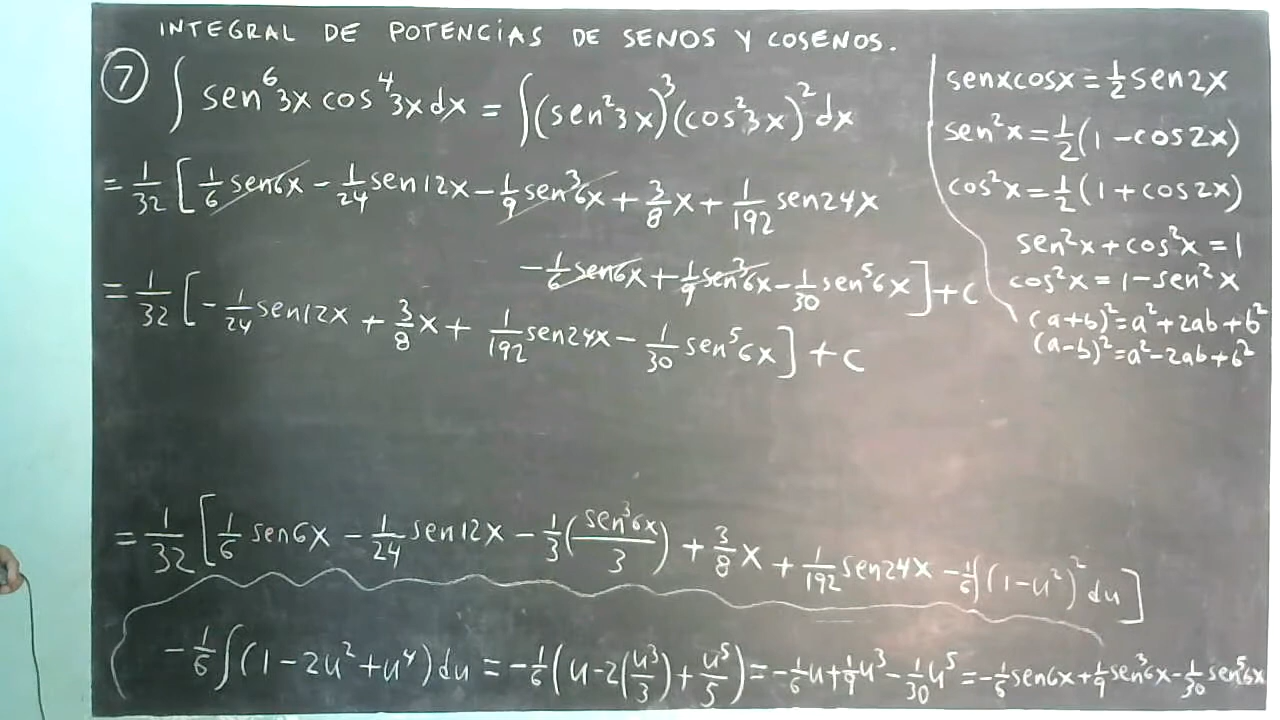 INTEGRAL DE POTENCIAS DE SENOS Y COSENOS.
⑦ ∫ sen⁶3x cos⁴3x dx = ∫(sen²3x)³(cos²3x)²dx
= 1/32 [1/6 sen6x − 1/24 sen12x − 1/9 sen³6x + 3/8 x + 1/192 sen24x
− 1/6 sen6x + 1/9 sen³6x − 1/30 sen⁵6x] + c
= 1/32 [− 1/24 sen12x + 3/8 x + 1/192 sen24x − 1/30 sen⁵6x] + c
= 1/32 [1/6 sen6x − 1/24 sen12x − 1/3(sen³6x/3) + 3/8 x + 1/192 sen24x − 1/6∫(1−u²)²du]
− 1/6∫(1−2u²+u⁴)du = − 1/6(u−2(u³/3)+u⁵/5) = − 1/6 u + 1/9 u³ − 1/30 u⁵ = − 1/6 sen6x + 1/9 sen³6x − 1/30 sen⁵6x
senxcosx = 1/2 sen2x
sen²x = 1/2(1−cos2x)
cos²x = 1/2(1+cos2x)
sen²x + cos²x = 1
cos²x = 1−sen²x
(a+b)² = a²+2ab+b²
(a−b)² = a²−2ab+b²